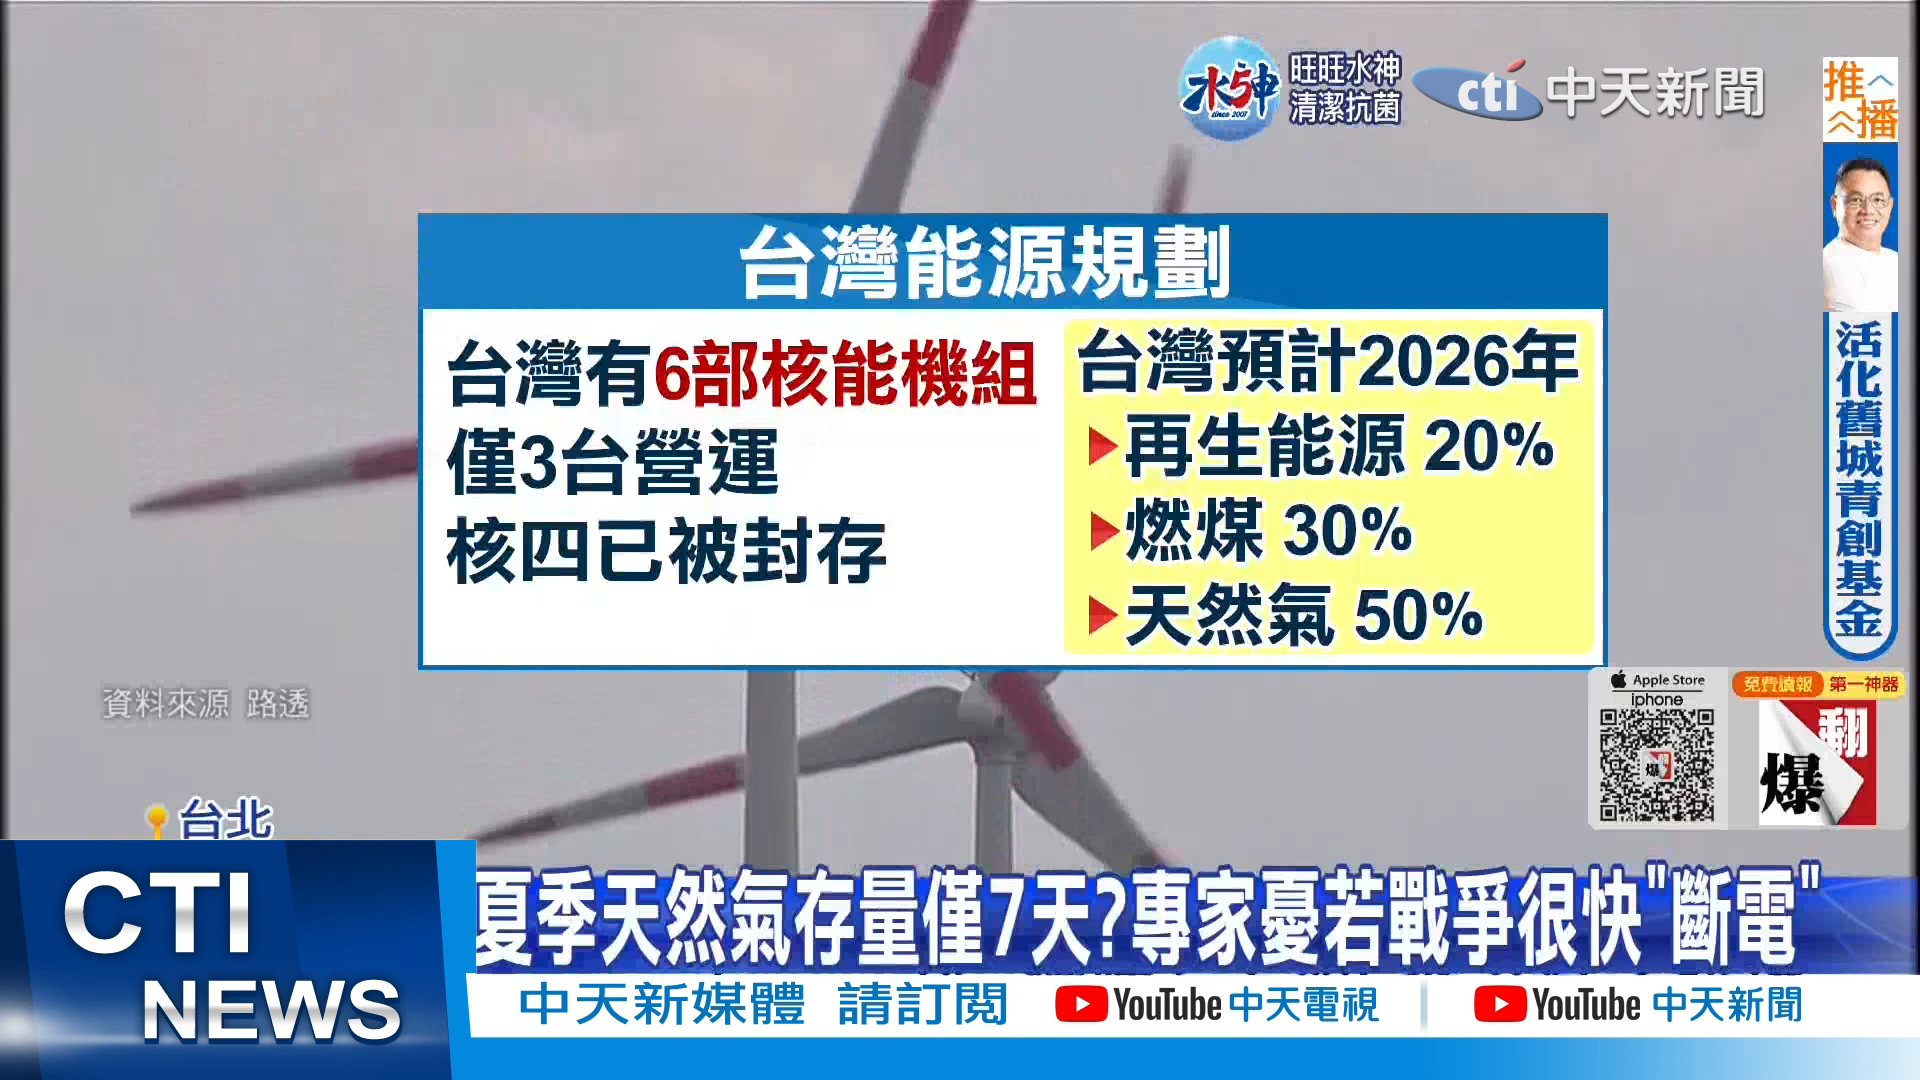 水神
since 2007
旺旺水神
清潔抗菌
cti 中天新聞
推播
活化舊城青創基金
台灣能源規劃
台灣有6部核能機組
僅3台營運
核四已被封存
台灣預計2026年
再生能源 20%
燃煤 30%
天然氣 50%
資料來源 路透
Apple Store
iphone
免費讀報 第一神器
翻爆
台北
CTI
NEWS
夏季天然氣存量僅7天?專家憂若戰爭很快"斷電"
中天新媒體 請訂閱 YouTube 中天電視 | YouTube 中天新聞